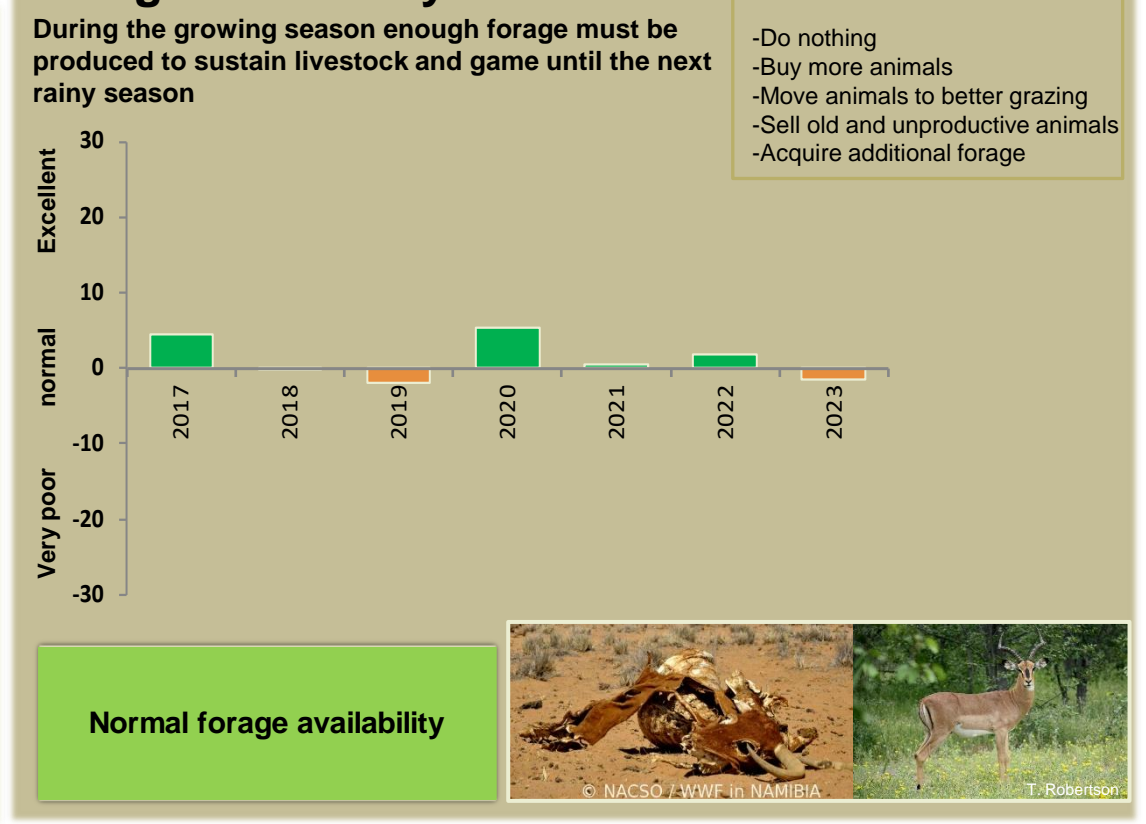 During the growing season enough forage must be
produced to sustain livestock and game until the next
rainy season
-Do nothing
-Buy more animals
-Move animals to better grazing
-Sell old and unproductive animals
-Acquire additional forage
Excellent
normal
Very poor
30
20
10
0
-10
-20
-30
2017
2018
2019
2020
2021
2022
2023
Normal forage availability
© NACSO / WWF in NAMIBIA
T. Robertson